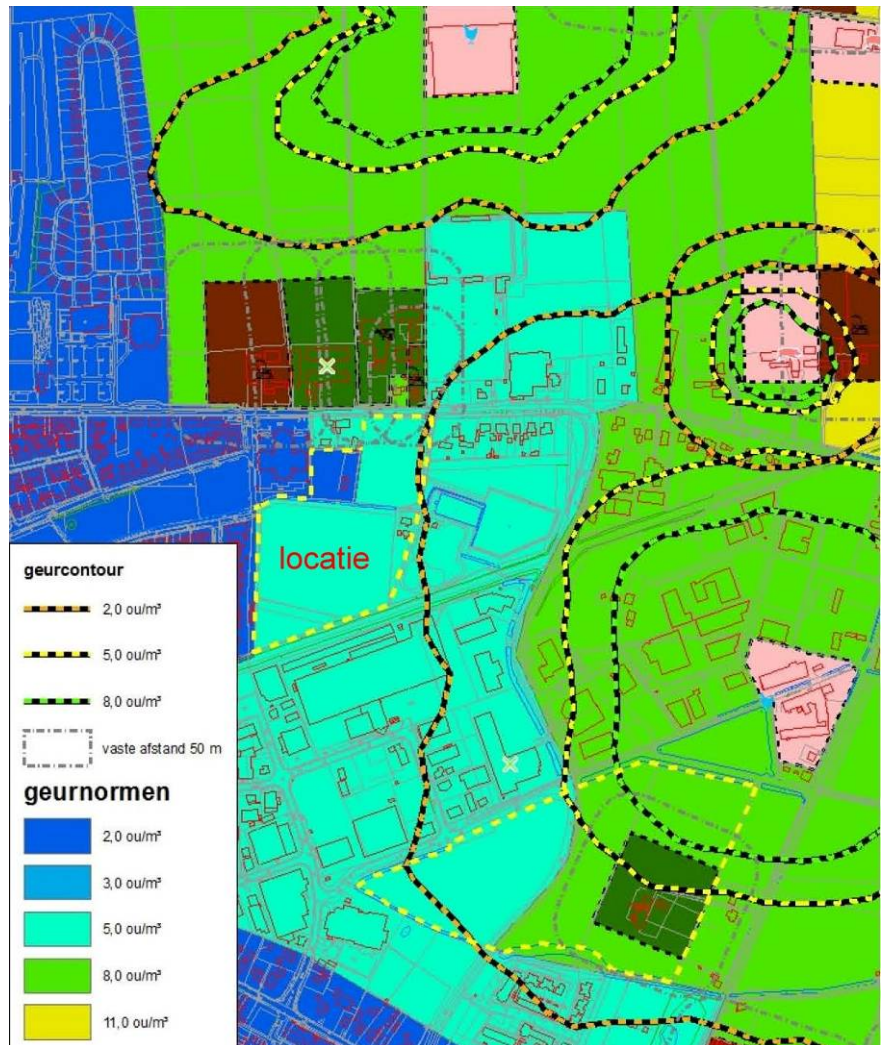 locatie
geurcontour
2,0 ou/m³
5,0 ou/m³
8,0 ou/m³
vaste afstand 50 m
geurnormen
2,0 ou/m³
3,0 ou/m³
5,0 ou/m³
8,0 ou/m³
11,0 ou/m³